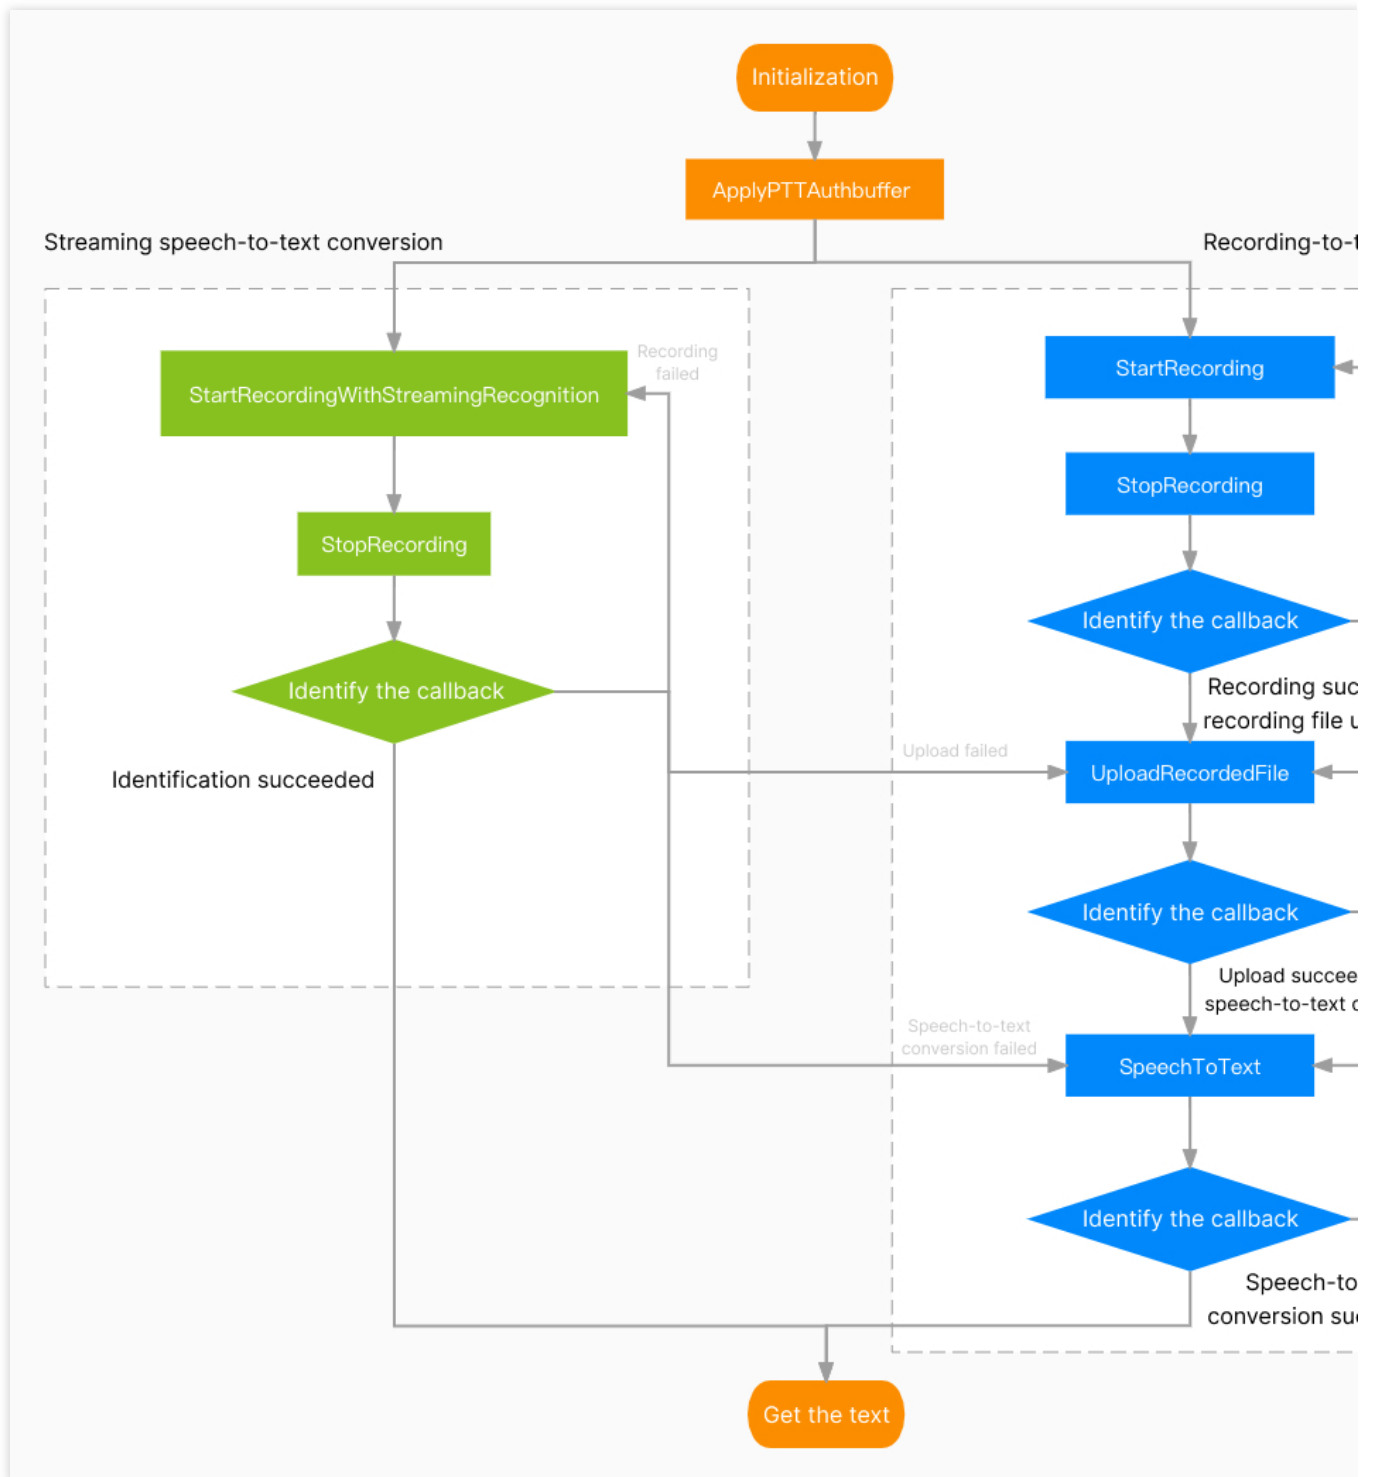 Initialization
ApplyPTTAuthbuffer
Streaming speech-to-text conversion
Recording-to-t
Recording
failed
StartRecordingWithStreamingRecognition
StartRecording
StopRecording
StopRecording
Identify the callback
Identify the callback
Recording suc
recording file u
Identification succeeded
Upload failed
UploadRecordedFile
Identify the callback
Upload succee
speech-to-text c
Speech-to-text
conversion failed
SpeechToText
Identify the callback
Speech-to
conversion suc
Get the text